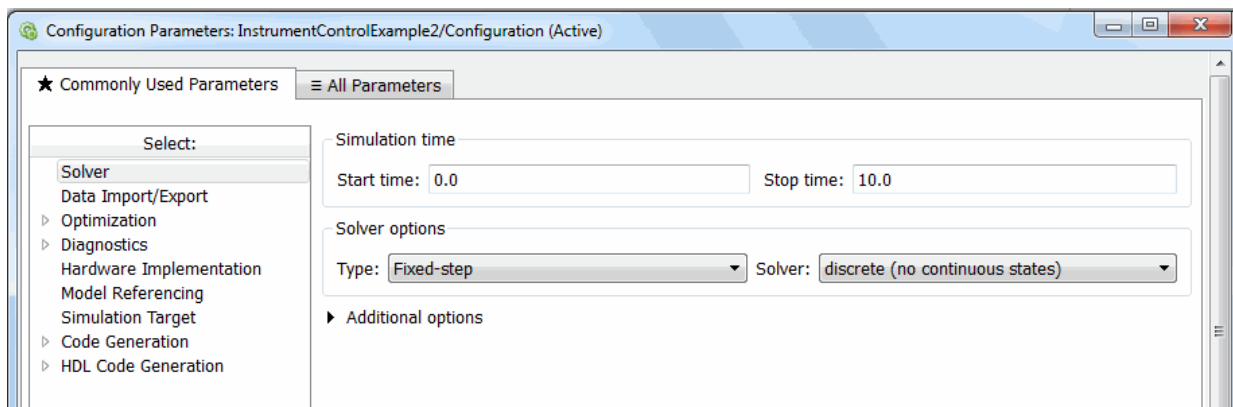 Configuration Parameters: InstrumentControlExample2/Configuration (Active)
★ Commonly Used Parameters
≡ All Parameters
Select:
Solver
Data Import/Export
Optimization
Diagnostics
Hardware Implementation
Model Referencing
Simulation Target
Code Generation
HDL Code Generation
Simulation time
Start time: 0.0 Stop time: 10.0
Solver options
Type: Fixed-step Solver: discrete (no continuous states)
Additional options